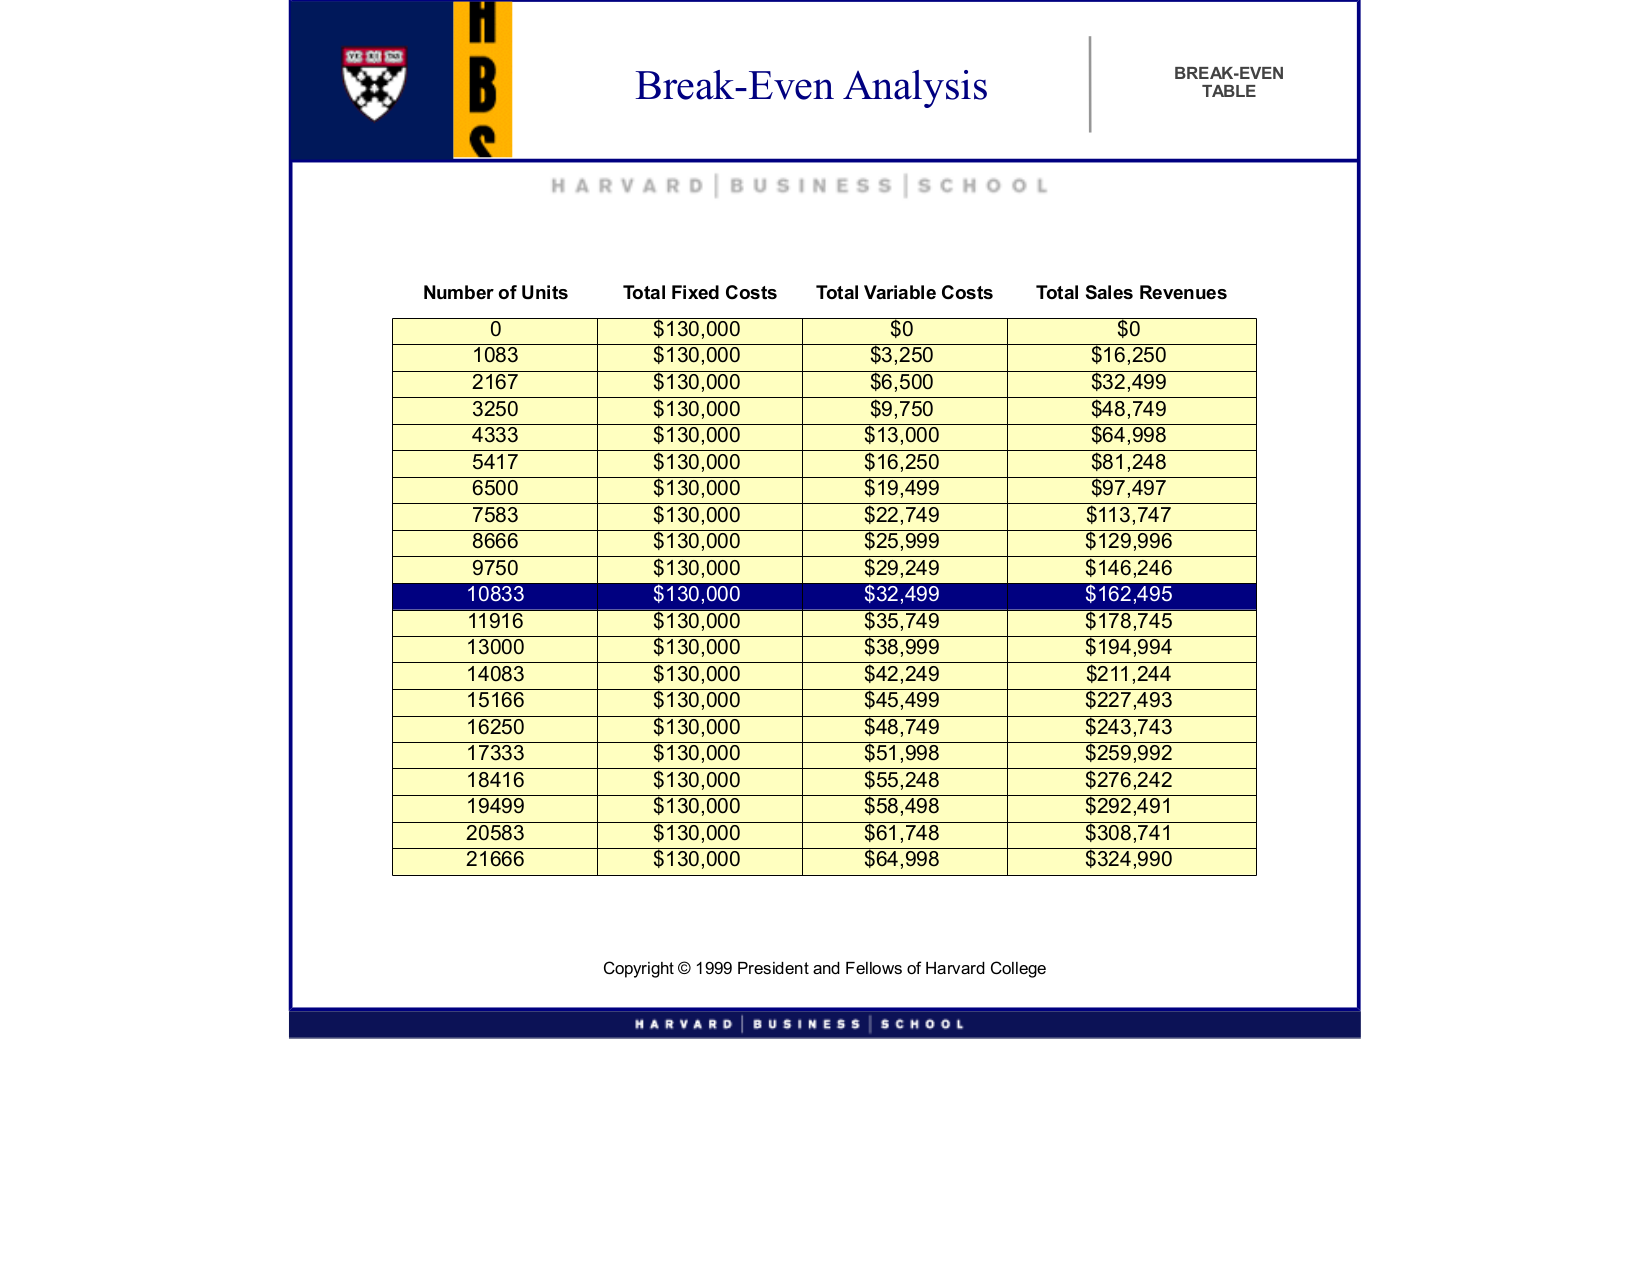 H
B
S
Break-Even Analysis
BREAK-EVEN
TABLE
HARVARD|BUSINESS|SCHOOL
Number of Units Total Fixed Costs Total Variable Costs Total Sales Revenues
0 $130,000 $0 $0
1083 $130,000 $3,250 $16,250
2167 $130,000 $6,500 $32,499
3250 $130,000 $9,750 $48,749
4333 $130,000 $13,000 $64,998
5417 $130,000 $16,250 $81,248
6500 $130,000 $19,499 $97,497
7583 $130,000 $22,749 $113,747
8666 $130,000 $25,999 $129,996
9750 $130,000 $29,249 $146,246
10833 $130,000 $32,499 $162,495
11916 $130,000 $35,749 $178,745
13000 $130,000 $38,999 $194,994
14083 $130,000 $42,249 $211,244
15166 $130,000 $45,499 $227,493
16250 $130,000 $48,749 $243,743
17333 $130,000 $51,998 $259,992
18416 $130,000 $55,248 $276,242
19499 $130,000 $58,498 $292,491
20583 $130,000 $61,748 $308,741
21666 $130,000 $64,998 $324,990
Copyright © 1999 President and Fellows of Harvard College
HARVARD|BUSINESS|SCHOOL